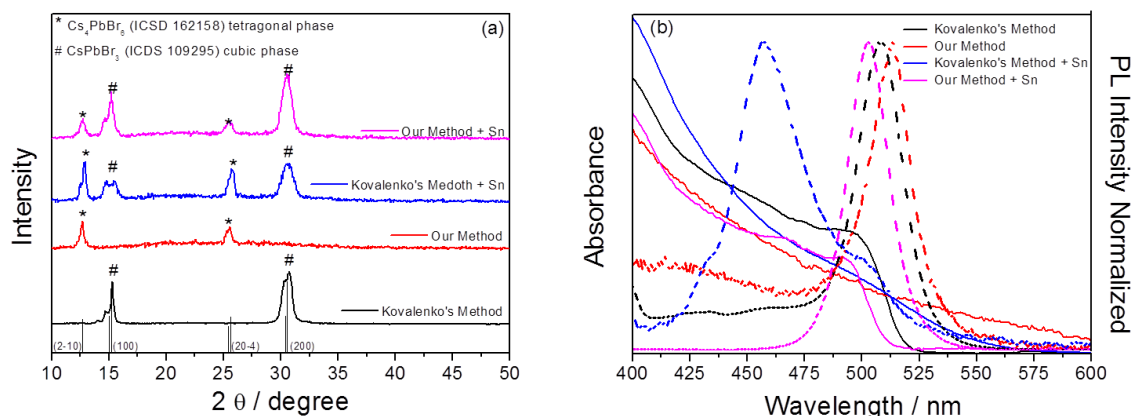 * Cs4PbBr6 (ICSD 162158) tetragonal phase
# CsPbBr3 (ICDS 109295) cubic phase
(a)
#
*
*
#
Our Method + Sn
*
#
*
#
Kovalenko's Medoth + Sn
*
*
Our Method
#
#
Kovalenko's Method
(2-10)
(100)
(20-4)
(200)
10 15 20 25 30 35 40 45 50
2 θ / degree
Intensity
(b)
Kovalenko's Method
Our Method
Kovalenko's Method + Sn
Our Method + Sn
Absorbance
PL Intensity Normalized
400 425 450 475 500 525 550 575 600
Wavelength / nm